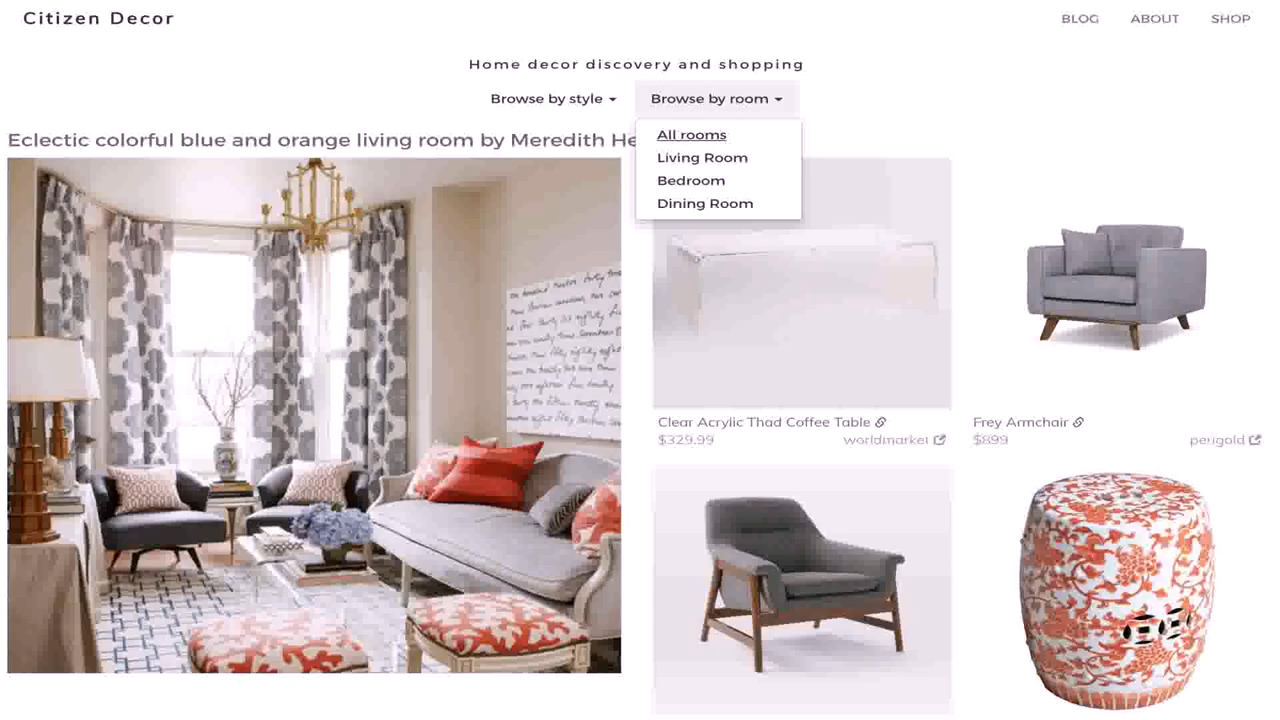 Citizen Decor
BLOG ABOUT SHOP
Home decor discovery and shopping
Browse by style Browse by room
All rooms
Living Room
Bedroom
Dining Room
Eclectic colorful blue and orange living room by Meredith He
Clear Acrylic Thad Coffee Table
$329.99 worldmarket
Frey Armchair
$899 perigold